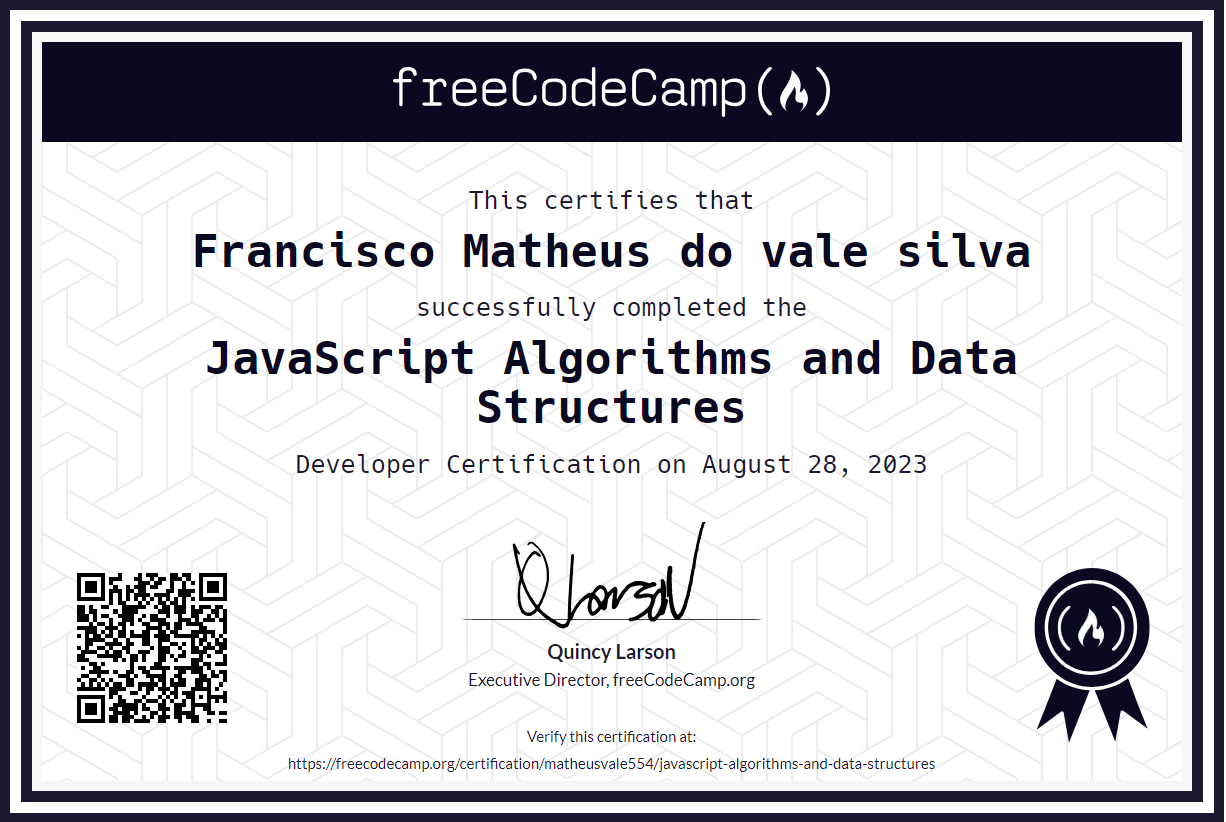 freeCodeCamp
This certifies that
Francisco Matheus do vale silva
successfully completed the
JavaScript Algorithms and Data
Structures
Developer Certification on August 28, 2023
Q Larson
Quincy Larson
Executive Director, freeCodeCamp.org
Verify this certification at:
https://freecodecamp.org/certification/matheusvale554/javascript-algorithms-and-data-structures